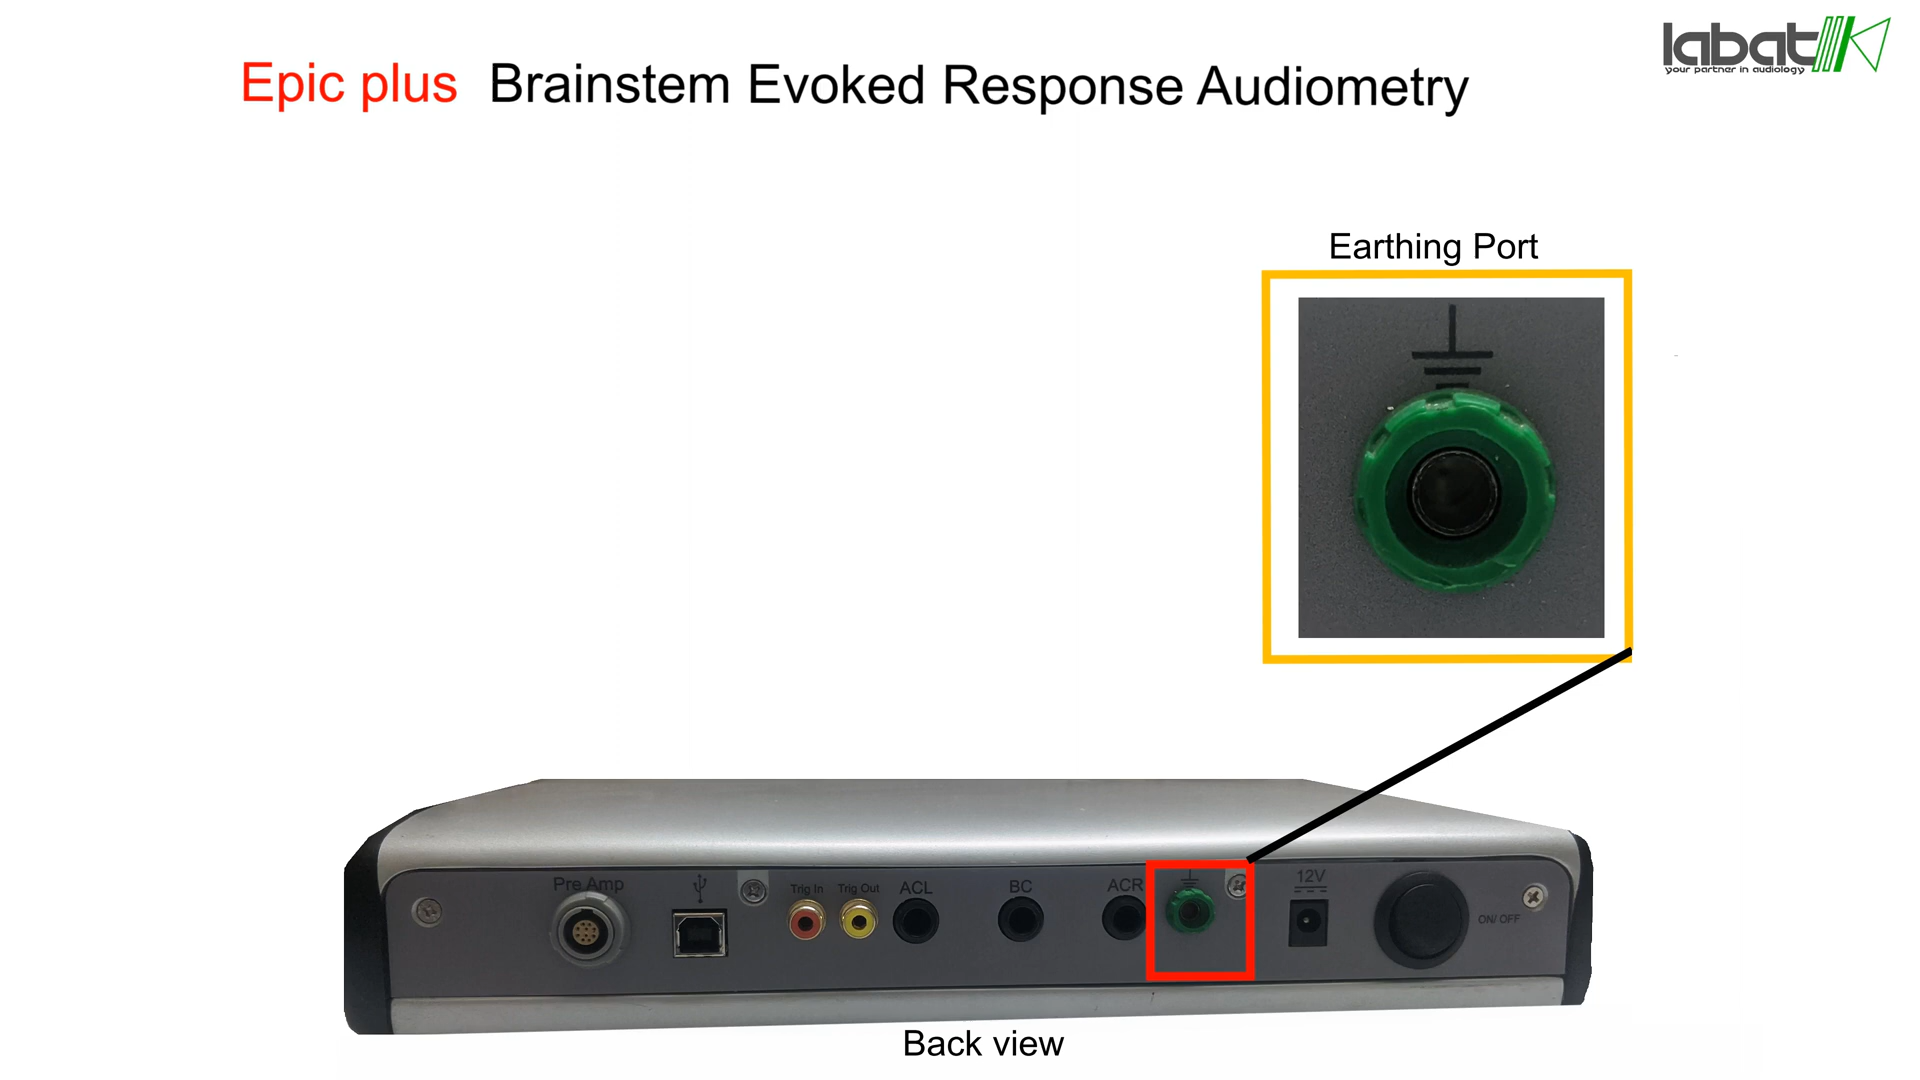 labat
your partner in audiology
Epic plus Brainstem Evoked Response Audiometry
Earthing Port
Pre Amp
Trig In
Trig Out
ACL
BC
ACR
12V
ON/ OFF
Back view